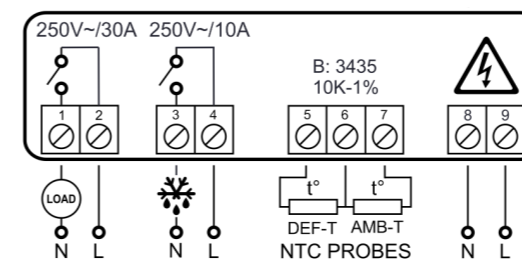 250V~/30A 250V~/10A
B: 3435
10K-1%
1 2 3 4 5 6 7 8 9
LOAD t° t°
DEF-T AMB-T
N L N L NTC PROBES N L